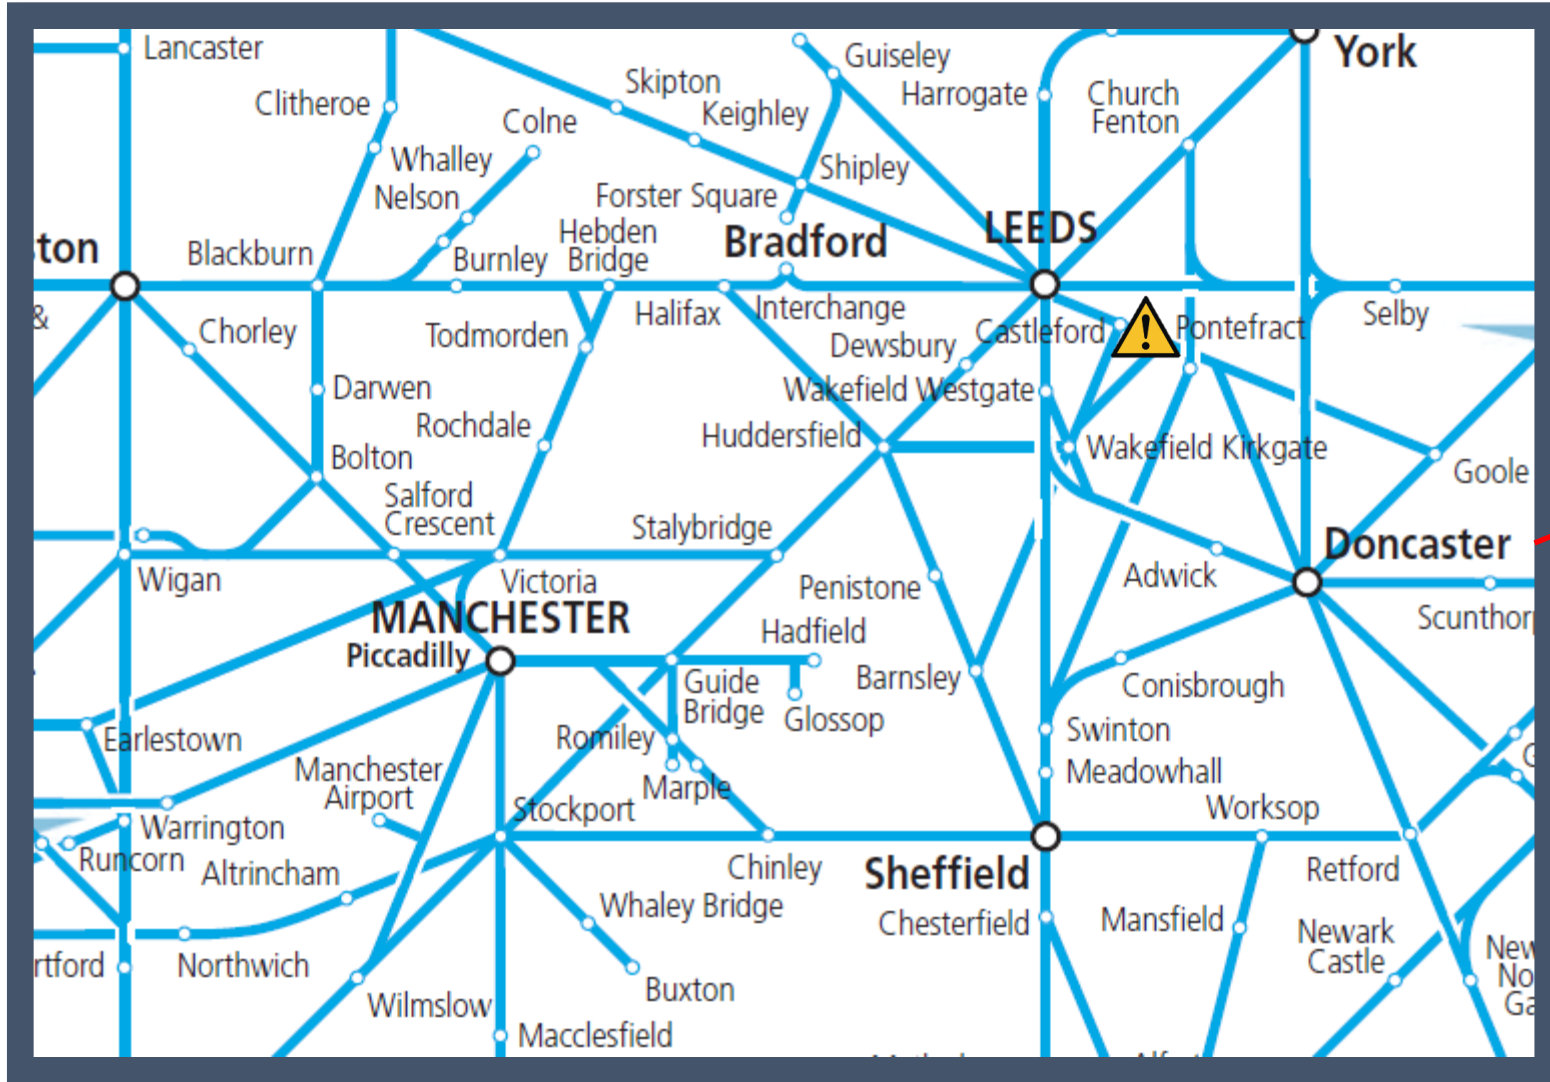 Lancaster
Guiseley
York
Skipton
Harrogate
Church
Fenton
Clitheroe
Colne
Keighley
Whalley
Shipley
Nelson
Forster Square
LEEDS
ston
Blackburn
Hebden
Bridge
Bradford
Burnley
&
Chorley
Halifax
Interchange
Castleford
!
Pontefract
Selby
Todmorden
Dewsbury
Darwen
Wakefield Westgate
Rochdale
Huddersfield
Wakefield Kirkgate
Bolton
Goole
Salford
Crescent
Stalybridge
Doncaster
Wigan
Victoria
Penistone
Adwick
MANCHESTER
Piccadilly
Hadfield
Scunthor
Guide
Bridge
Barnsley
Conisbrough
Glossop
Earlestown
Romiley
Swinton
G
Manchester
Airport
Marple
Meadowhall
Stockport
Worksop
Warrington
Runcorn
Altrincham
Chinley
Sheffield
Retford
Whaley Bridge
Chesterfield
Mansfield
Newark
Castle
New
No
Ga
rtford
Northwich
Buxton
Wilmslow
Macclesfield